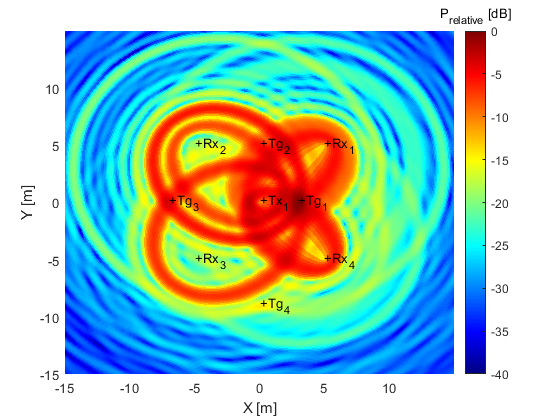 P_relative [dB]
0
-5
-10
-15
-20
-25
-30
-35
-40
Y [m]
10
5
0
-5
-10
-15
+Rx_2
+Tg_2
+Rx_1
+Tg_3
+Tx_1
+Tg_1
+Rx_3
+Rx_4
+Tg_4
-15
-10
-5
0
5
10
X [m]